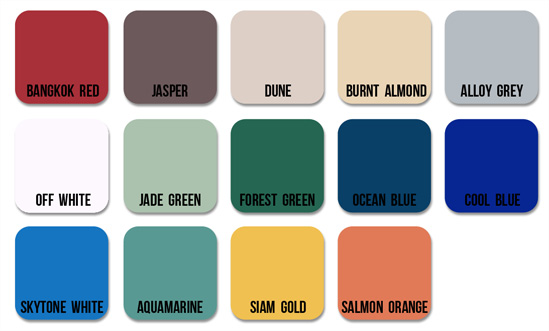 BANGKOK RED
JASPER
DUNE
BURNT ALMOND
ALLOY GREY
OFF WHITE
JADE GREEN
FOREST GREEN
OCEAN BLUE
COOL BLUE
SKYTONE WHITE
AQUAMARINE
SIAM GOLD
SALMON ORANGE